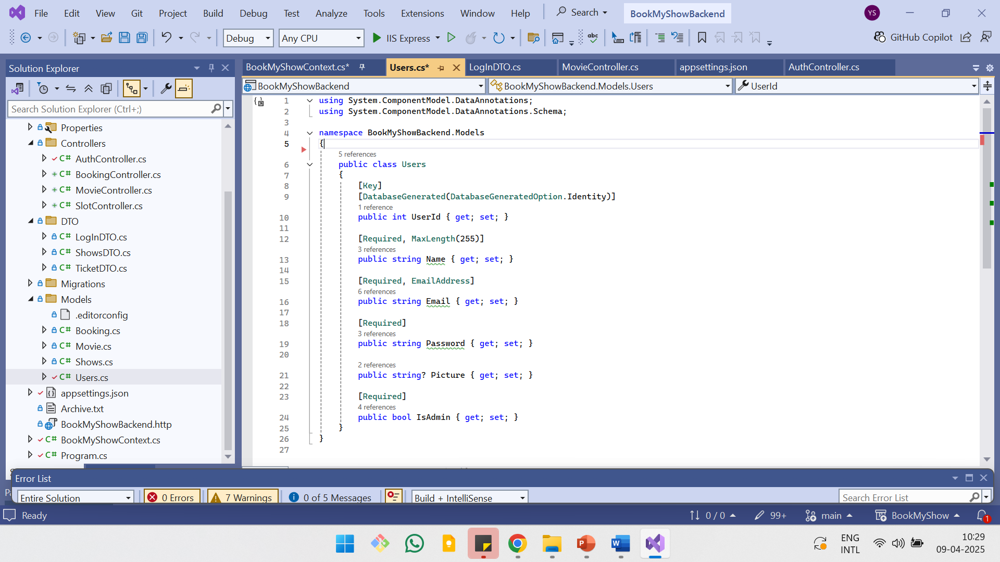 File Edit View Git Project Build Debug Test Analyze Tools Extensions Window Help Search BookMyShowBackend YS
Debug Any CPU IIS Express abc GitHub Copilot
Solution Explorer
Search Solution Explorer (Ctrl+;)
Properties
Controllers
C# AuthController.cs
C# BookingController.cs
C# MovieController.cs
C# SlotController.cs
DTO
C# LogInDTO.cs
C# ShowsDTO.cs
C# TicketDTO.cs
Migrations
Models
.editorconfig
C# Booking.cs
C# Movie.cs
C# Shows.cs
C# Users.cs
appsettings.json
Archive.txt
BookMyShowBackend.http
C# BookMyShowContext.cs
C# Program.cs
BookMyShowContext.cs* Users.cs* LogInDTO.cs MovieController.cs appsettings.json AuthController.cs
BookMyShowBackend BookMyShowBackend.Models.Users UserId
1 using System.ComponentModel.DataAnnotations;
2 using System.ComponentModel.DataAnnotations.Schema;
3
4 namespace BookMyShowBackend.Models
5 {
5 references
6 public class Users
7 {
8 [Key]
9 [DatabaseGenerated(DatabaseGeneratedOption.Identity)]
1 reference
10 public int UserId { get; set; }
11
12 [Required, MaxLength(255)]
3 references
13 public string Name { get; set; }
14
15 [Required, EmailAddress]
6 references
16 public string Email { get; set; }
17
18 [Required]
3 references
19 public string Password { get; set; }
20
2 references
21 public string? Picture { get; set; }
22
23 [Required]
4 references
24 public bool IsAdmin { get; set; }
25 }
26 }
27
Error List
Entire Solution 0 Errors 7 Warnings 0 of 5 Messages Build + IntelliSense Search Error List
Ready 0 / 0 99+ main BookMyShow 1
P W ENG
INTL
10:29
09-04-2025